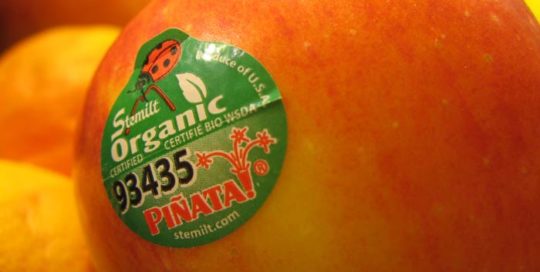 Produce of U.S.A.
Stemilt
Organic
CERTIFIED CERTIFIÉ BIO-WSDA
93435
PIÑATA!®
stemilt.com